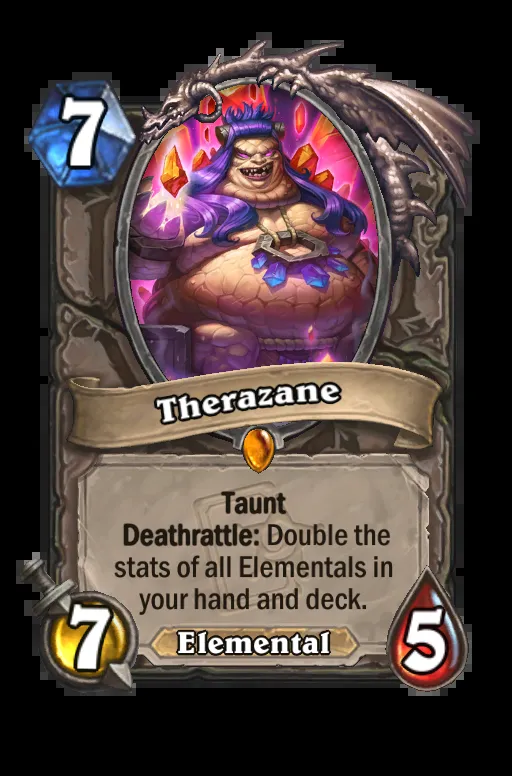 7
Therazane
Taunt
Deathrattle: Double the
stats of all Elementals in
your hand and deck.
7
Elemental
5